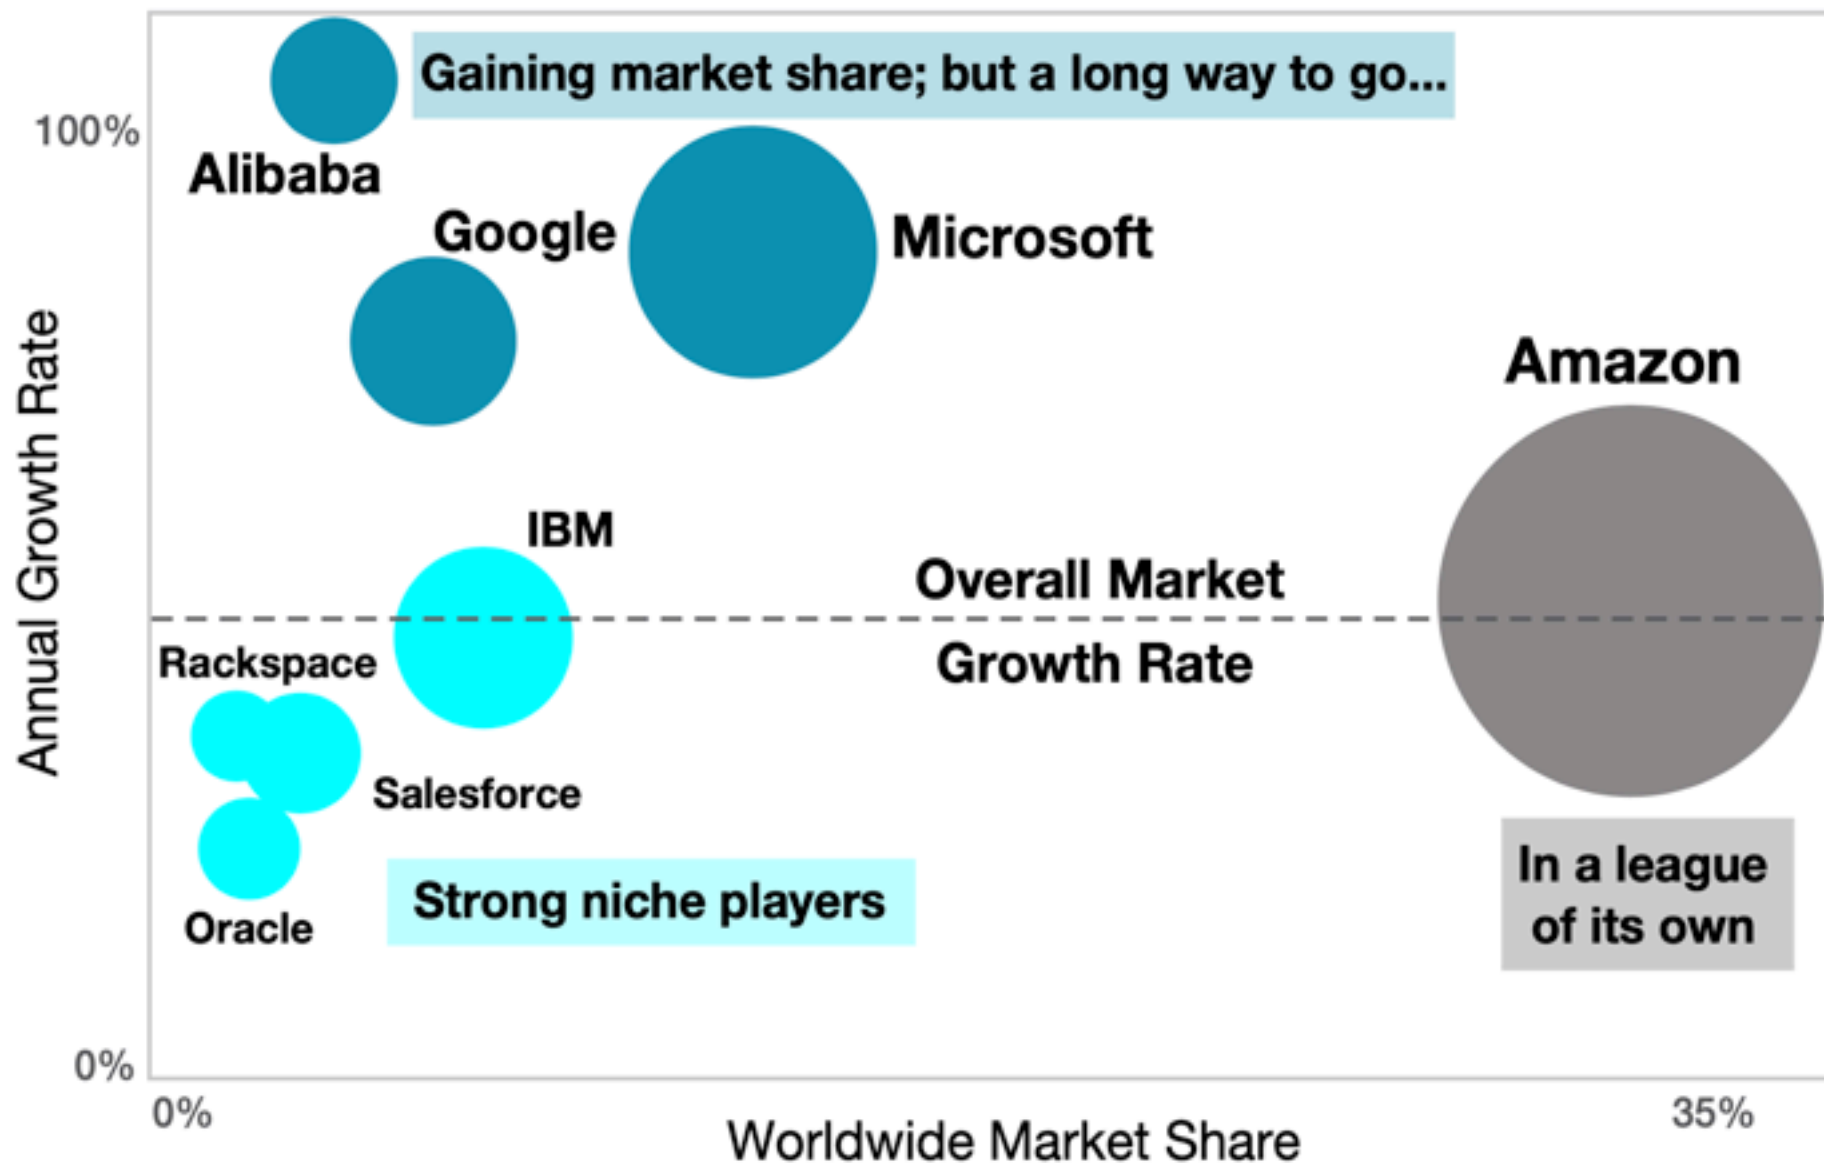 Gaining market share; but a long way to go...
100%
Alibaba
Google
Microsoft
Amazon
Annual Growth Rate
IBM
Overall Market
Growth Rate
Rackspace
Salesforce
In a league
of its own
Strong niche players
Oracle
0%
0%
35%
Worldwide Market Share